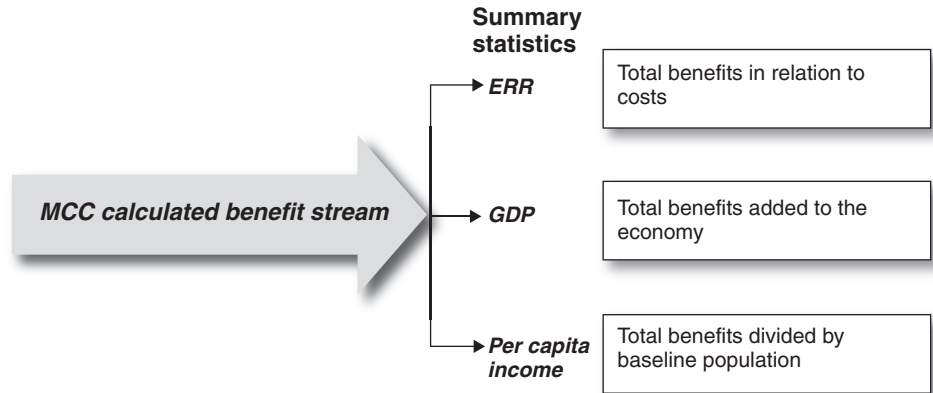 Summary
statistics
ERR
Total benefits in relation to
costs
MCC calculated benefit stream
GDP
Total benefits added to the
economy
Per capita
income
Total benefits divided by
baseline population